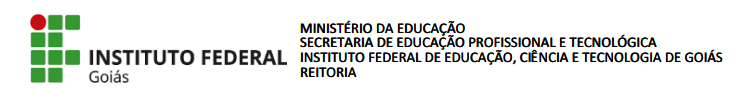 INSTITUTO FEDERAL
Goiás
MINISTÉRIO DA EDUCAÇÃO
SECRETARIA DE EDUCAÇÃO PROFISSIONAL E TECNOLÓGICA
INSTITUTO FEDERAL DE EDUCAÇÃO, CIÊNCIA E TECNOLOGIA DE GOIÁS
REITORIA